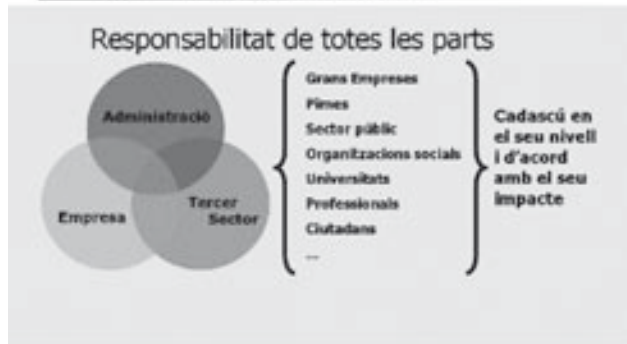 Responsabilitat de totes les parts
Administració
Empresa
Tercer
Sector
Grans Empreses
Pimes
Sector públic
Organitzacions socials
Universitats
Professionals
Ciutadans
...
Cadascú en
el seu nivell
i d'acord
amb el seu
impacte